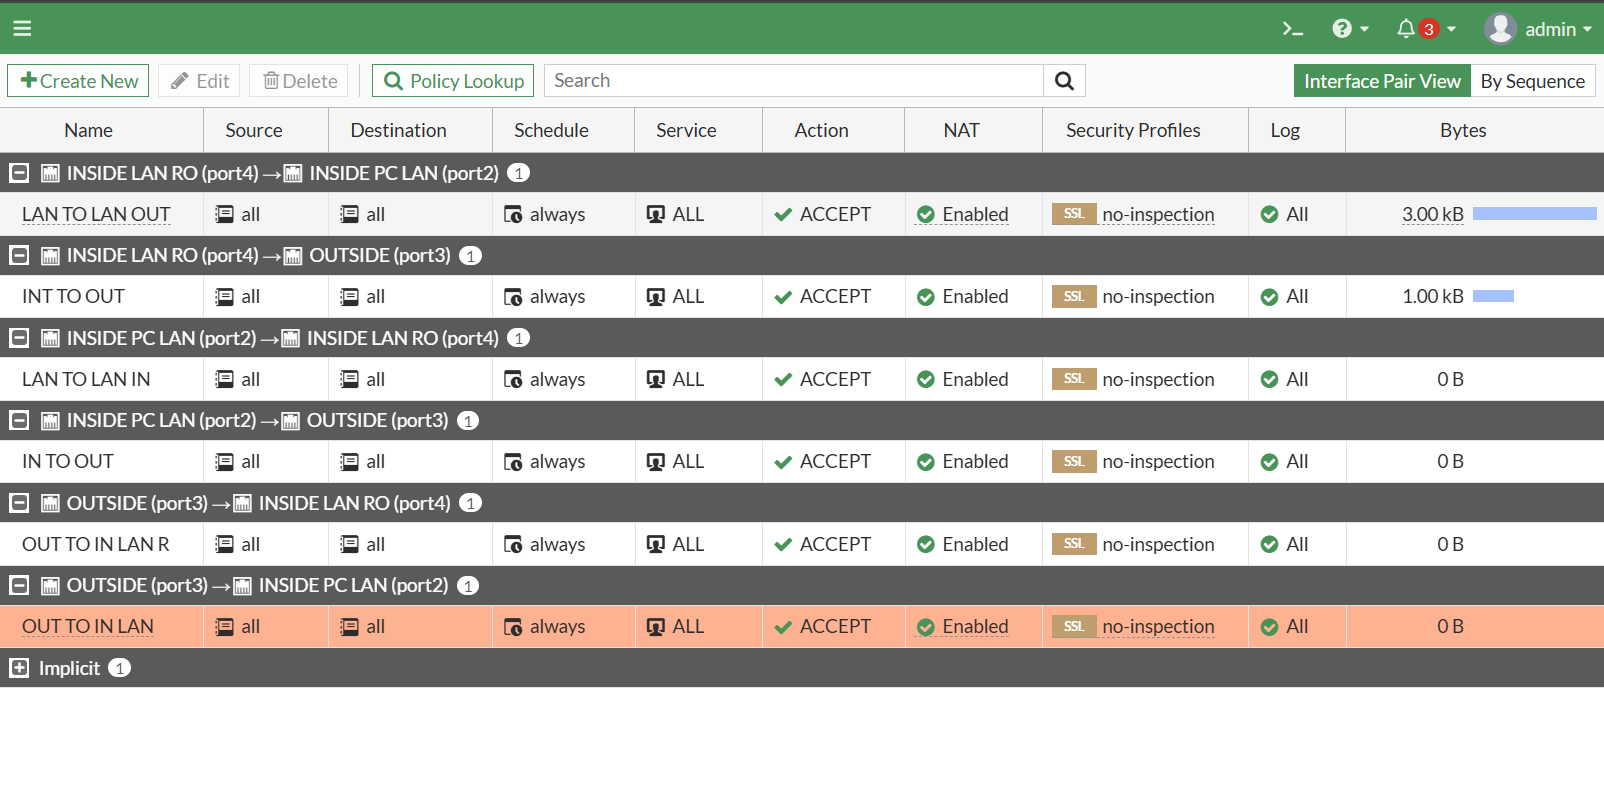 3 admin
Create New Edit Delete Policy Lookup Search Interface Pair View By Sequence
Name Source Destination Schedule Service Action NAT Security Profiles Log Bytes
INSIDE LAN RO (port4) → INSIDE PC LAN (port2) 1
LAN TO LAN OUT all all always ALL ACCEPT Enabled SSL no-inspection All 3.00 kB
INSIDE LAN RO (port4) → OUTSIDE (port3) 1
INT TO OUT all all always ALL ACCEPT Enabled SSL no-inspection All 1.00 kB
INSIDE PC LAN (port2) → INSIDE LAN RO (port4) 1
LAN TO LAN IN all all always ALL ACCEPT Enabled SSL no-inspection All 0 B
INSIDE PC LAN (port2) → OUTSIDE (port3) 1
IN TO OUT all all always ALL ACCEPT Enabled SSL no-inspection All 0 B
OUTSIDE (port3) → INSIDE LAN RO (port4) 1
OUT TO IN LAN R all all always ALL ACCEPT Enabled SSL no-inspection All 0 B
OUTSIDE (port3) → INSIDE PC LAN (port2) 1
OUT TO IN LAN all all always ALL ACCEPT Enabled SSL no-inspection All 0 B
Implicit 1